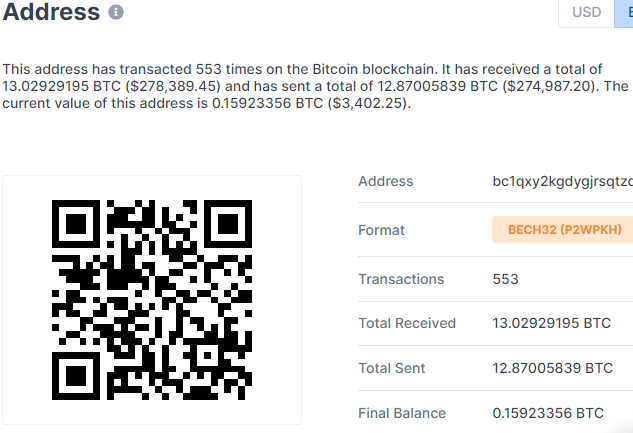 Address
USD
This address has transacted 553 times on the Bitcoin blockchain. It has received a total of
13.02929195 BTC ($278,389.45) and has sent a total of 12.87005839 BTC ($274,987.20). The
current value of this address is 0.15923356 BTC ($3,402.25).
Address bc1qxy2kgdygjrsqtzq
Format BECH32 (P2WPKH)
Transactions 553
Total Received 13.02929195 BTC
Total Sent 12.87005839 BTC
Final Balance 0.15923356 BTC